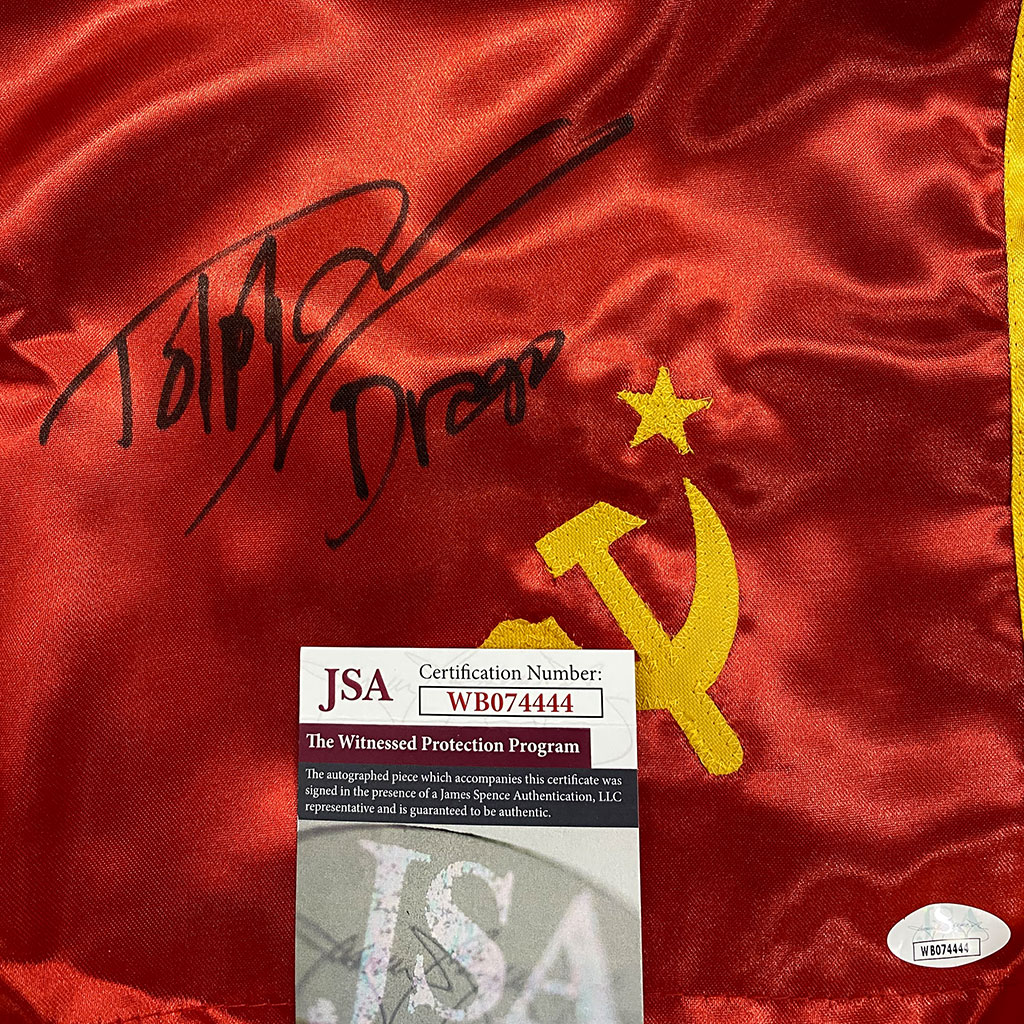 Drago
JSA
Certification Number:
WB074444
The Witnessed Protection Program
The autographed piece which accompanies this certificate was
signed in the presence of a James Spence Authentication, LLC
representative and is guaranteed to be authentic.
JSA
JSA
WB074444